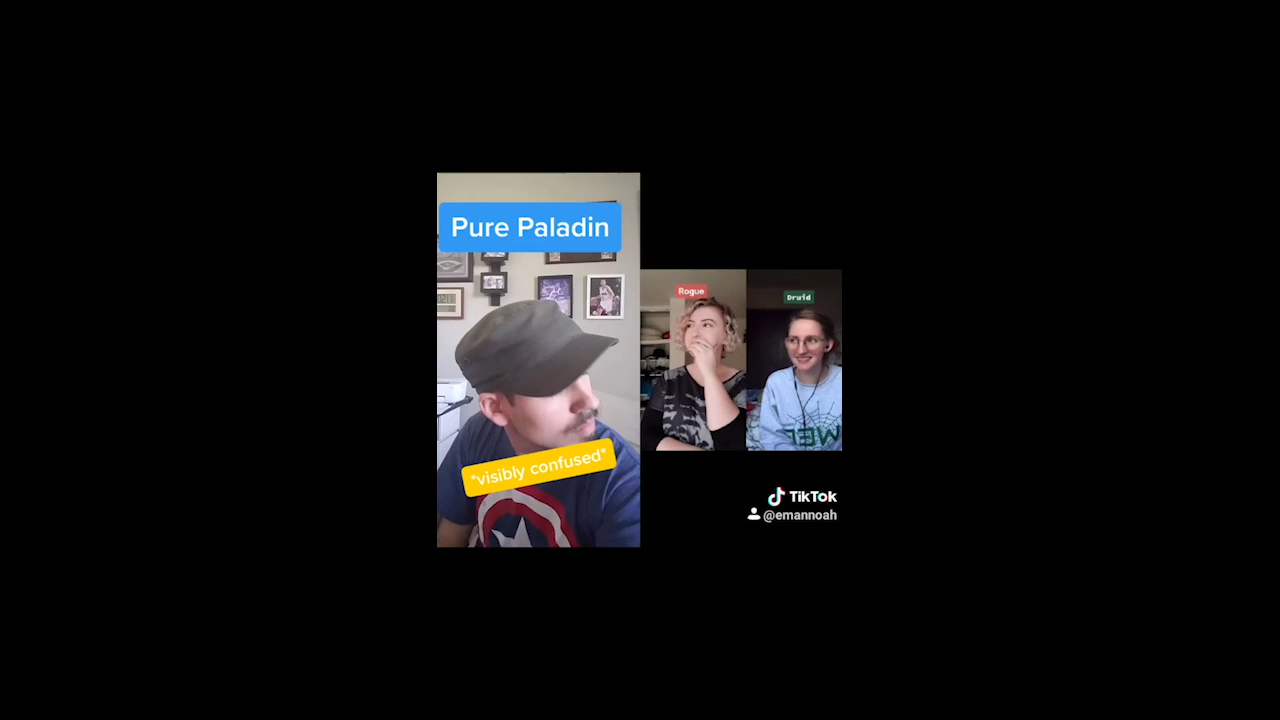 Pure Paladin
*visibly confused*
Rogue
Druid
TikTok
@emannoah